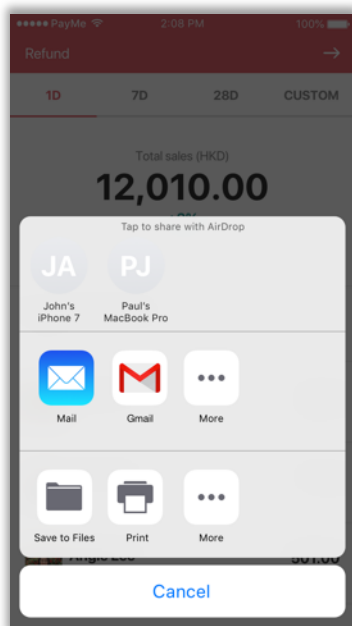 PayMe 2:08 PM 100%
Refund →
1D 7D 28D CUSTOM
Total sales (HKD)
12,010.00
Tap to share with AirDrop
JA PJ
John's Paul's
iPhone 7 MacBook Pro
Mail Gmail More
Save to Files Print More
501.00
Cancel